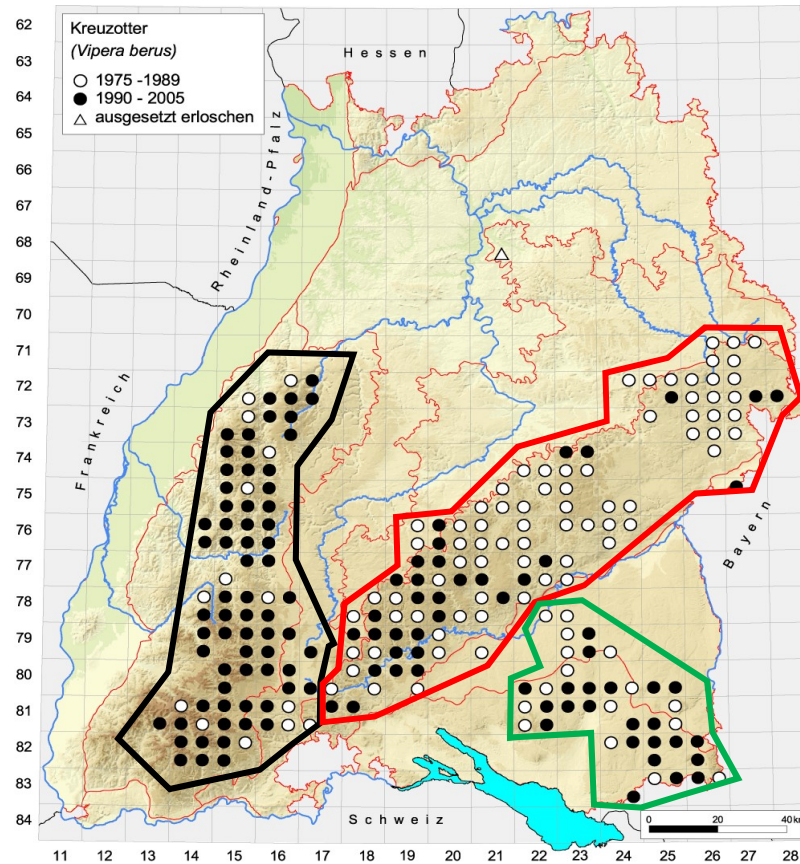 Kreuzotter
(Vipera berus)
1975 -1989
1990 - 2005
ausgesetzt erloschen
Hessen
Rheinland-Pfalz
Frankreich
Bayern
Schweiz
62
63
64
65
66
67
68
69
70
71
72
73
74
75
76
77
78
79
80
81
82
83
84
0 20 40 km
11 12 13 14 15 16 17 18 19 20 21 22 23 24 25 26 27 28